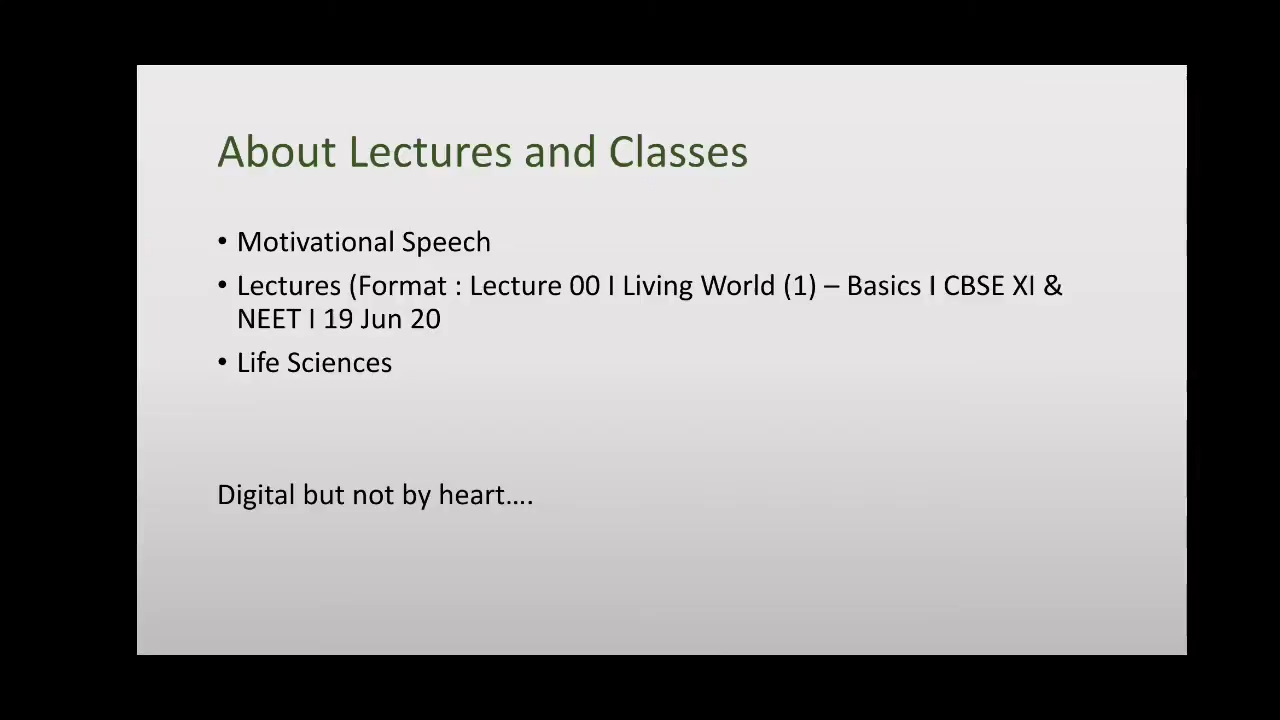 About Lectures and Classes
• Motivational Speech
• Lectures (Format : Lecture 00 I Living World (1) – Basics I CBSE XI &
NEET I 19 Jun 20
• Life Sciences
Digital but not by heart….